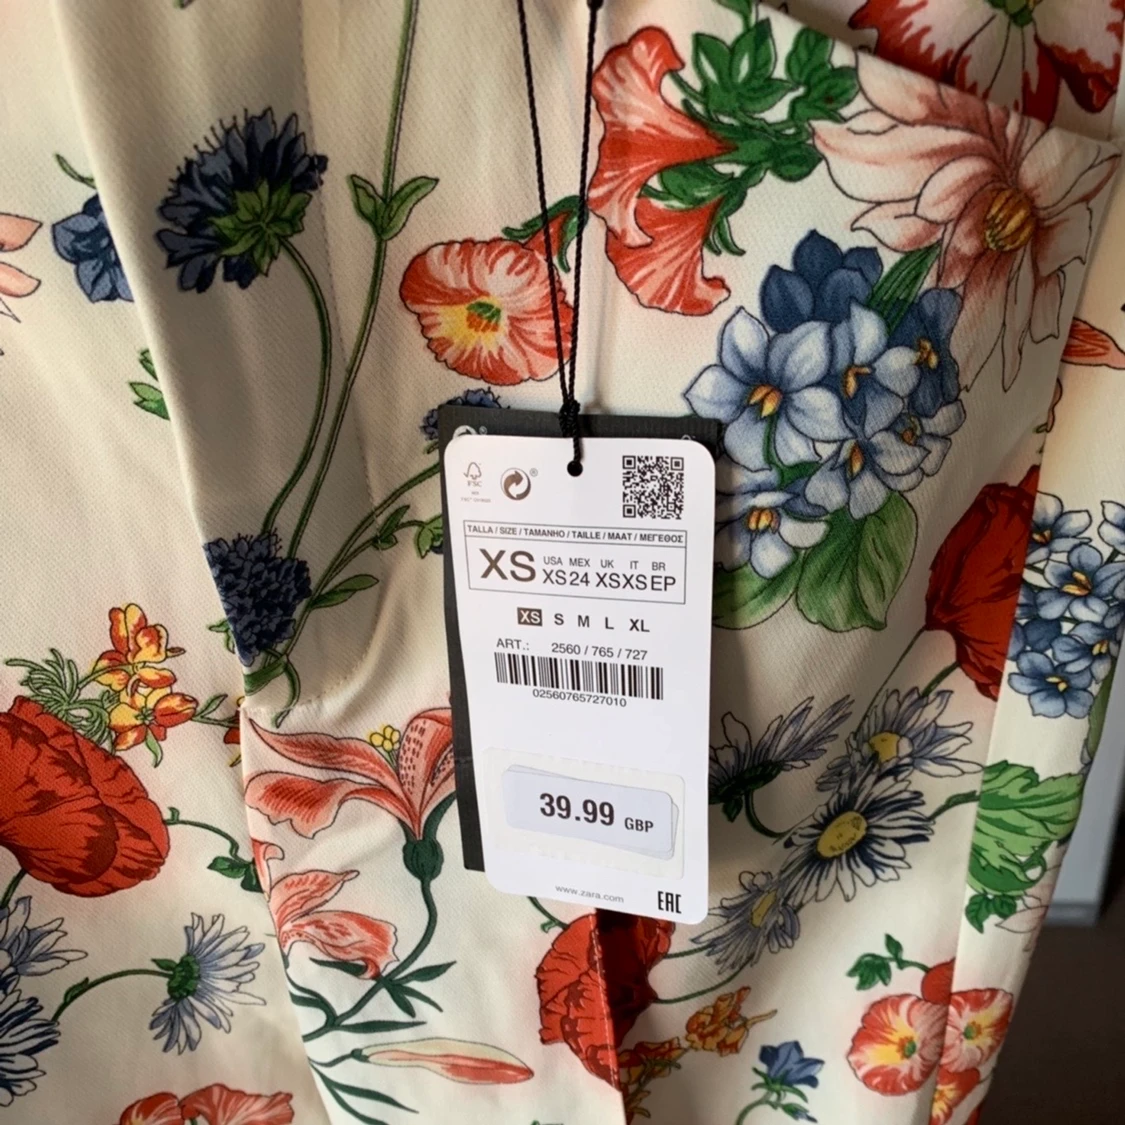 FSC
TALLA / SIZE / TAMANHO / TAILLE / MAAT / ΜΕΓΕΘΟΣ
XS
USA MEX UK IT BR
XS 24 XS XS EP
XS S M L XL
ART.: 2560 / 765 / 727
02560765727010
39.99 GBP
www.zara.com
EAC